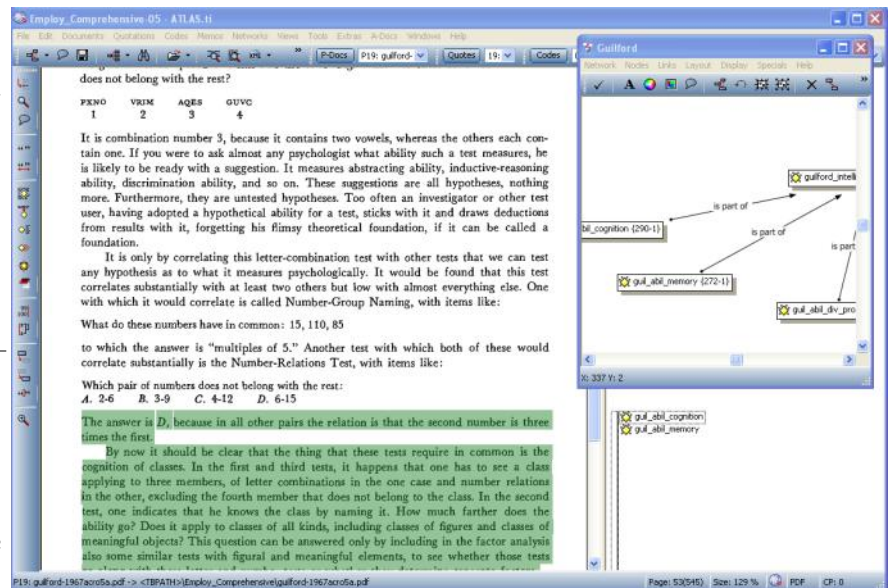 Employ_Comprehensive-05 - ATLAS.ti
File Edit Documents Quotations Codes Memos Networks Views Tools Extras A-Docs Windows Help
P-Docs P19: guilford- Quotes 19: Codes
does not belong with the rest?
PXNO VRIM AQES GUVC
1 2 3 4
It is combination number 3, because it contains two vowels, whereas the others each con-
tain one. If you were to ask almost any psychologist what ability such a test measures, he
is likely to be ready with a suggestion. It measures abstracting ability, inductive-reasoning
ability, discrimination ability, and so on. These suggestions are all hypotheses, nothing
more. Furthermore, they are untested hypotheses. Too often an investigator or other test
user, having adopted a hypothetical ability for a test, sticks with it and draws deductions
from results with it, forgetting his flimsy theoretical foundation, if it can be called a
foundation.
It is only by correlating this letter-combination test with other tests that we can test
any hypothesis as to what it measures psychologically. It would be found that this test
correlates substantially with at least two others but low with almost everything else. One
with which it would correlate is called Number-Group Naming, with items like:
What do these numbers have in common: 15, 110, 85
to which the answer is “multiples of 5.” Another test with which both of these would
correlate substantially is the Number-Relations Test, with items like:
Which pair of numbers does not belong with the rest:
A. 2-6 B. 3-9 C. 4-12 D. 6-15
The answer is D, because in all other pairs the relation is that the second number is three
times the first.
By now it should be clear that the thing that these tests require in common is the
cognition of classes. In the first and third tests, it happens that one has to see a class
applying to three members, of letter combinations in the one case and number relations
in the other, excluding the fourth member that does not belong to the class. In the second
test, one indicates that he knows the class by naming it. How much farther does the
ability go? Does it apply to classes of all kinds, including classes of figures and classes of
meaningful objects? This question can be answered only by including in the factor analysis
also some similar tests with figural and meaningful elements, to see whether those tests
Guilford
Network Nodes Links Layout Display Specials Help
guilford_intelli
is part of
bil_cognition {290-1}
is part of
is part
guil_abil_memory {272-1}
guil_abil_div_pro
X: 337 Y: 2
guil_abil_cognition
guil_abil_memory
P19: guilford-1967acro5a.pdf -> <TBPATH>\Employ_Comprehensive\guilford-1967acro5a.pdf
Page: 53(545) Size: 129 % PDF CP: 0